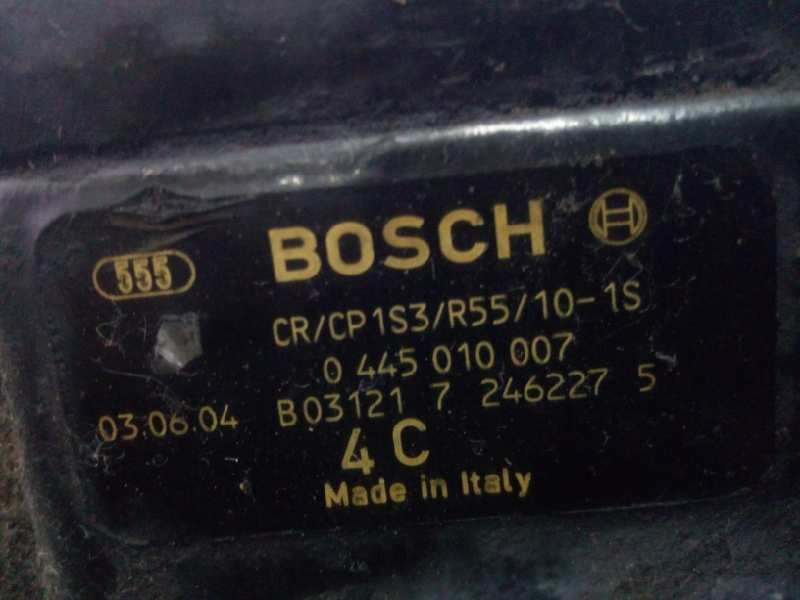 BOSCH
555
CR/CP1S3/R55/10-1S
0 445 010 007
03.06.04 B03121 7 246227 5
4C
Made in Italy